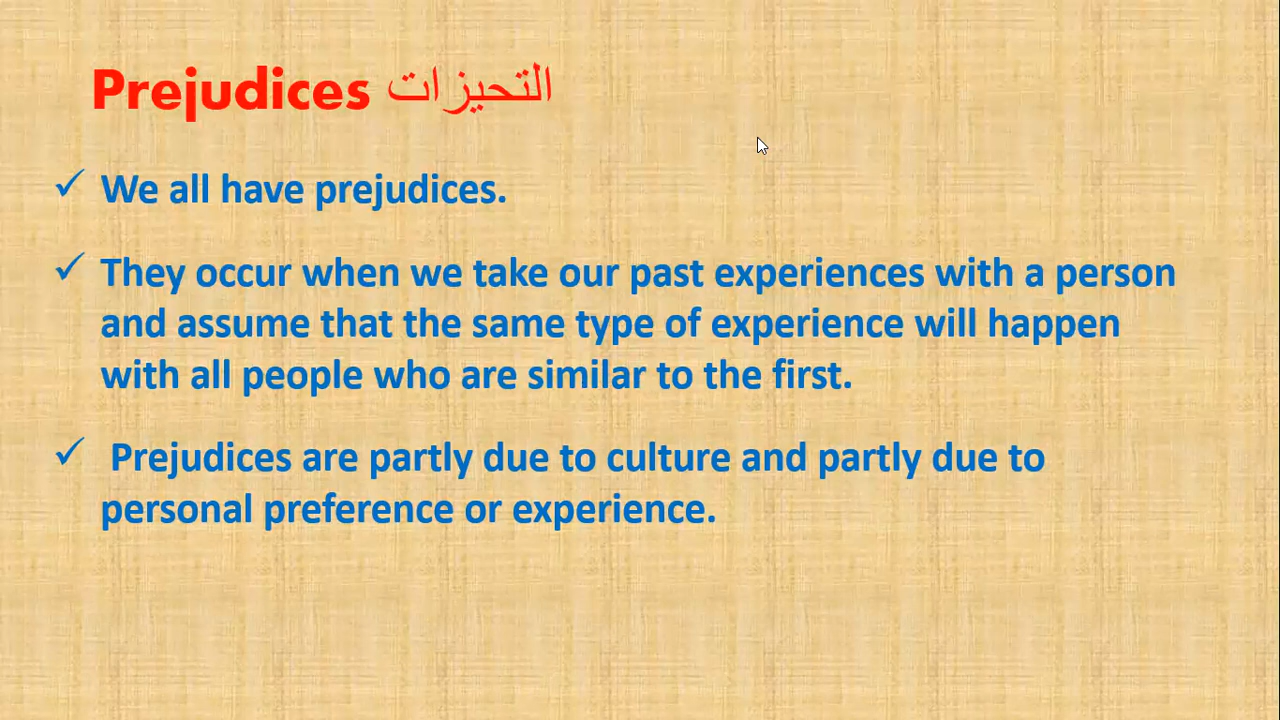 Prejudices التحيزات
✓ We all have prejudices.
✓ They occur when we take our past experiences with a person
and assume that the same type of experience will happen
with all people who are similar to the first.
✓ Prejudices are partly due to culture and partly due to
personal preference or experience.